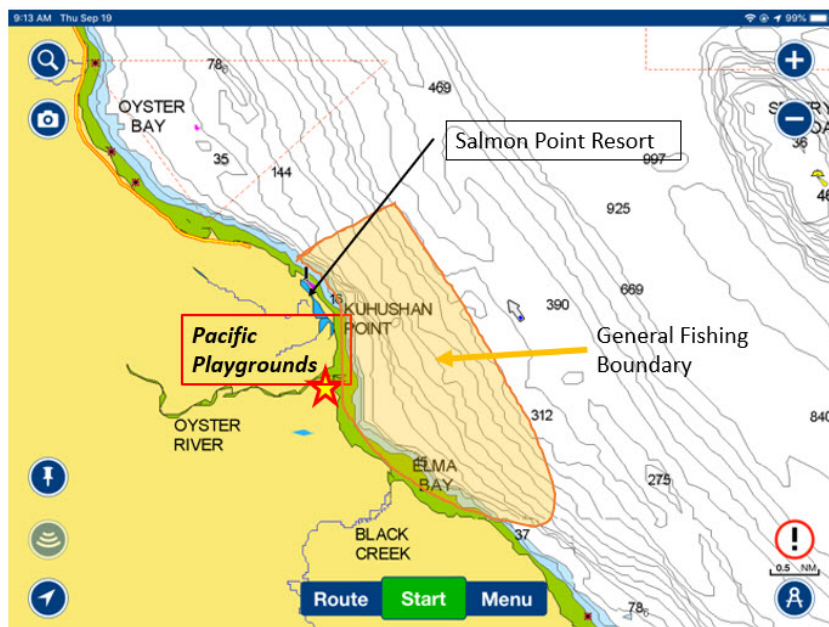 9:13 AM Thu Sep 19
99%
78₆
469
OYSTER
BAY
Salmon Point Resort
35
36
997
144
925
KUHUSHAN
POINT
669
390
Pacific
Playgrounds
General Fishing
Boundary
OYSTER
RIVER
312
840
ELMA
BAY
275
37
BLACK
CREEK
!
0.5 NM
Route
Start
Menu
78₆